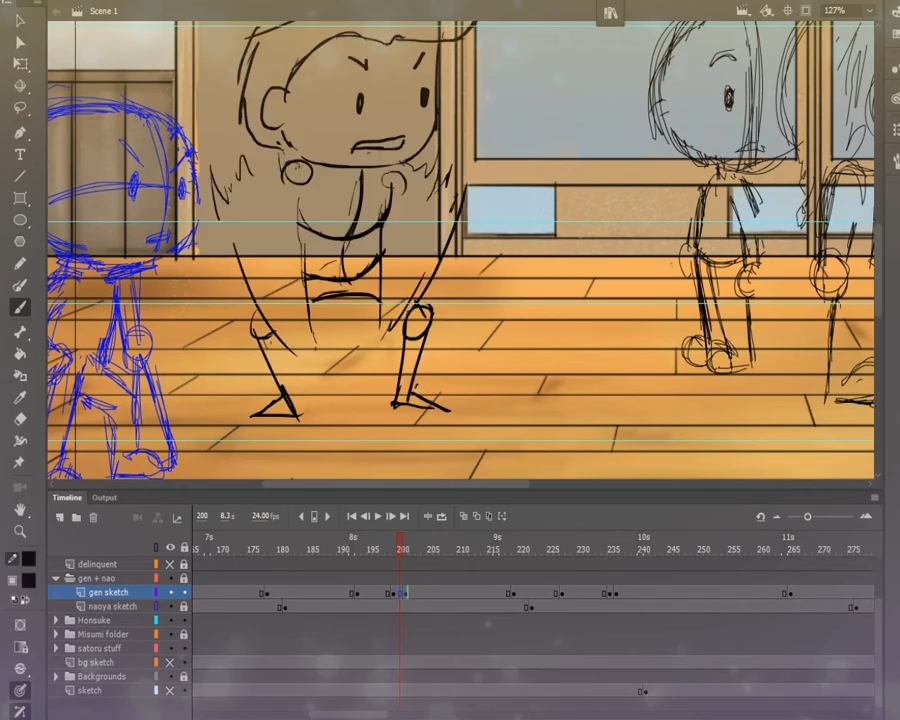 Scene 1
127%
Timeline Output
200 8.3 s 24.00 FPS
7s 8s 9s 10s 11s
65 170 175 180 185 190 195 200 205 210 215 220 225 230 235 240 245 250 255 260 265 270 275
delinquent
gen + nao
gen sketch
naoya sketch
Honsuke
Misumi folder
satoru stuff
bg sketch
Backgrounds
sketch